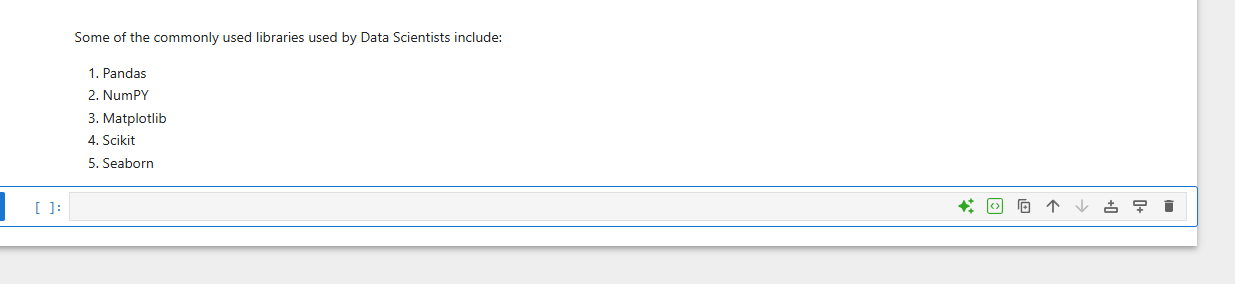 Some of the commonly used libraries used by Data Scientists include:
1. Pandas
2. NumPY
3. Matplotlib
4. Scikit
5. Seaborn
[ ]: